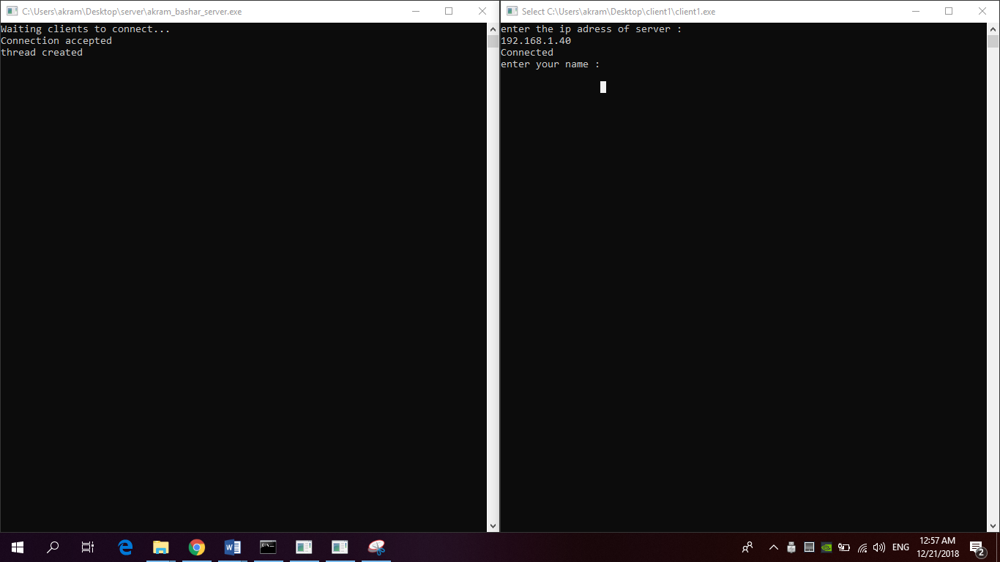 C:\Users\akram\Desktop\server\akram_bashar_server.exe
Waiting clients to connect...
Connection accepted
thread created
Select C:\Users\akram\Desktop\client1\client1.exe
enter the ip adress of server :
192.168.1.40
Connected
enter your name :
ENG
12:57 AM
12/21/2018
2